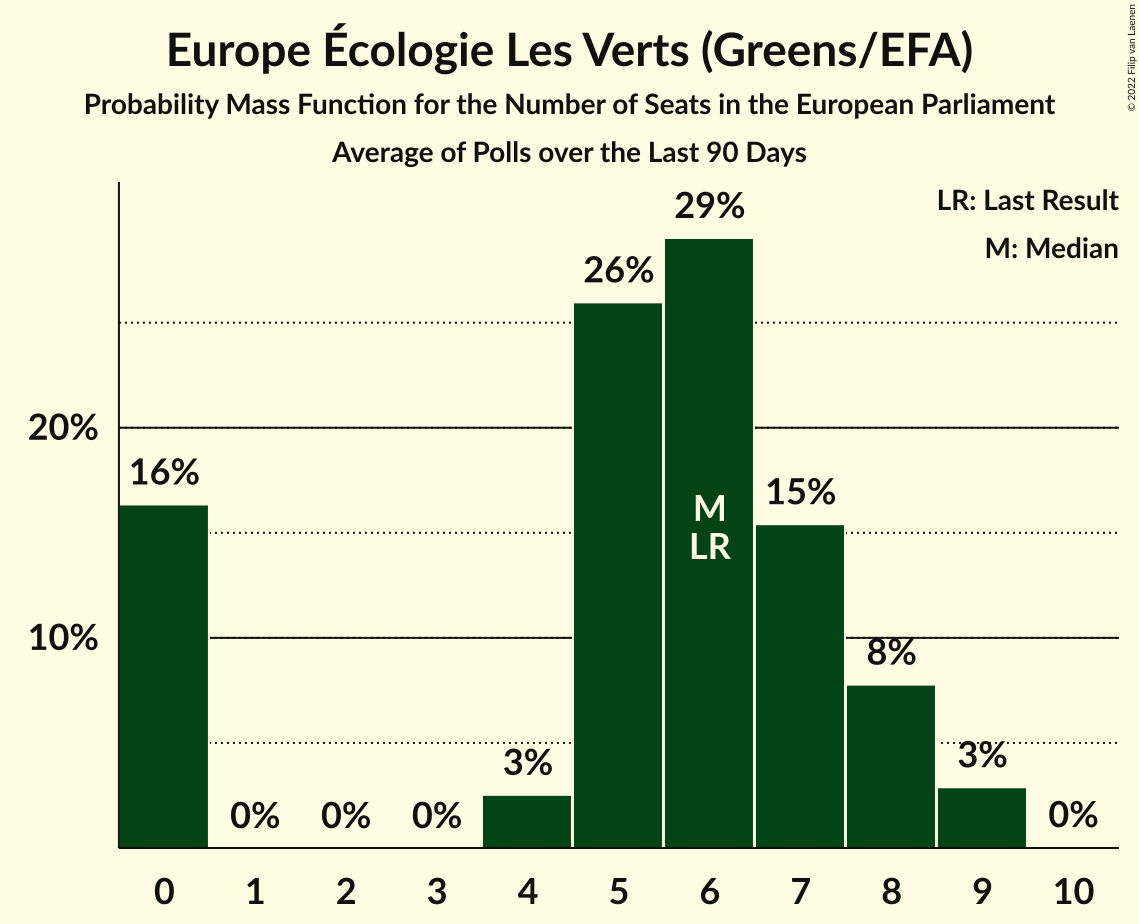 Europe Écologie Les Verts (Greens/EFA)
Probability Mass Function for the Number of Seats in the European Parliament
Average of Polls over the Last 90 Days
© 2022 Filip van Laenen
LR: Last Result
M: Median
29%
26%
20%
16%
15%
M
LR
10%
8%
3%
3%
0%
0%
0%
0%
0 1 2 3 4 5 6 7 8 9 10